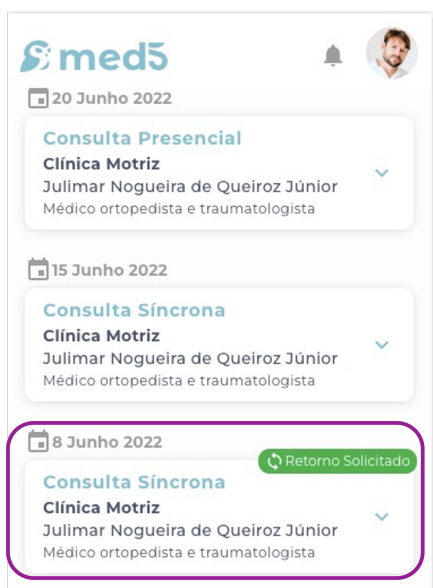 med5
20 Junho 2022
Consulta Presencial
Clínica Motriz
Julimar Nogueira de Queiroz Júnior
Médico ortopedista e traumatologista
15 Junho 2022
Consulta Síncrona
Clínica Motriz
Julimar Nogueira de Queiroz Júnior
Médico ortopedista e traumatologista
8 Junho 2022
Retorno Solicitado
Consulta Síncrona
Clínica Motriz
Julimar Nogueira de Queiroz Júnior
Médico ortopedista e traumatologista